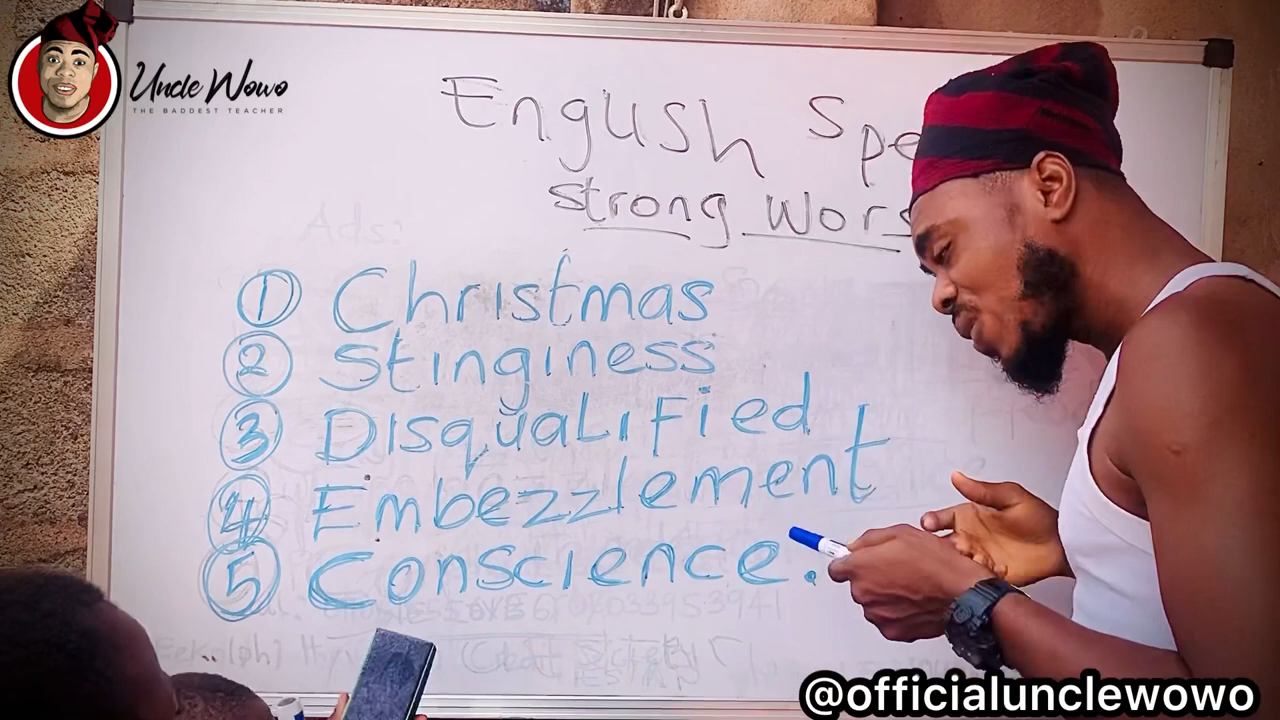 Uncle Wowo
THE BADDEST TEACHER
English Spe
Strong Wors
Ads:
1 Christmas
2 Stinginess
3 Disqualified
4 Embezzlement
5 Conscience.
@officialunclewowo